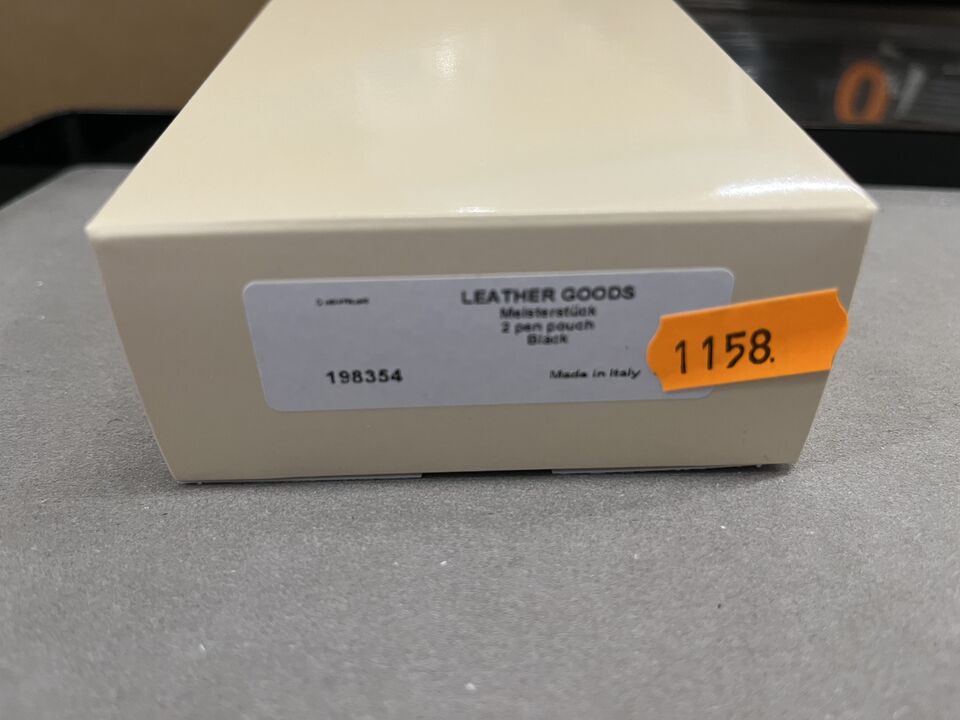 LEATHER GOODS
Meisterstück
2 pen pouch
Black
198354
Made in Italy
1158.